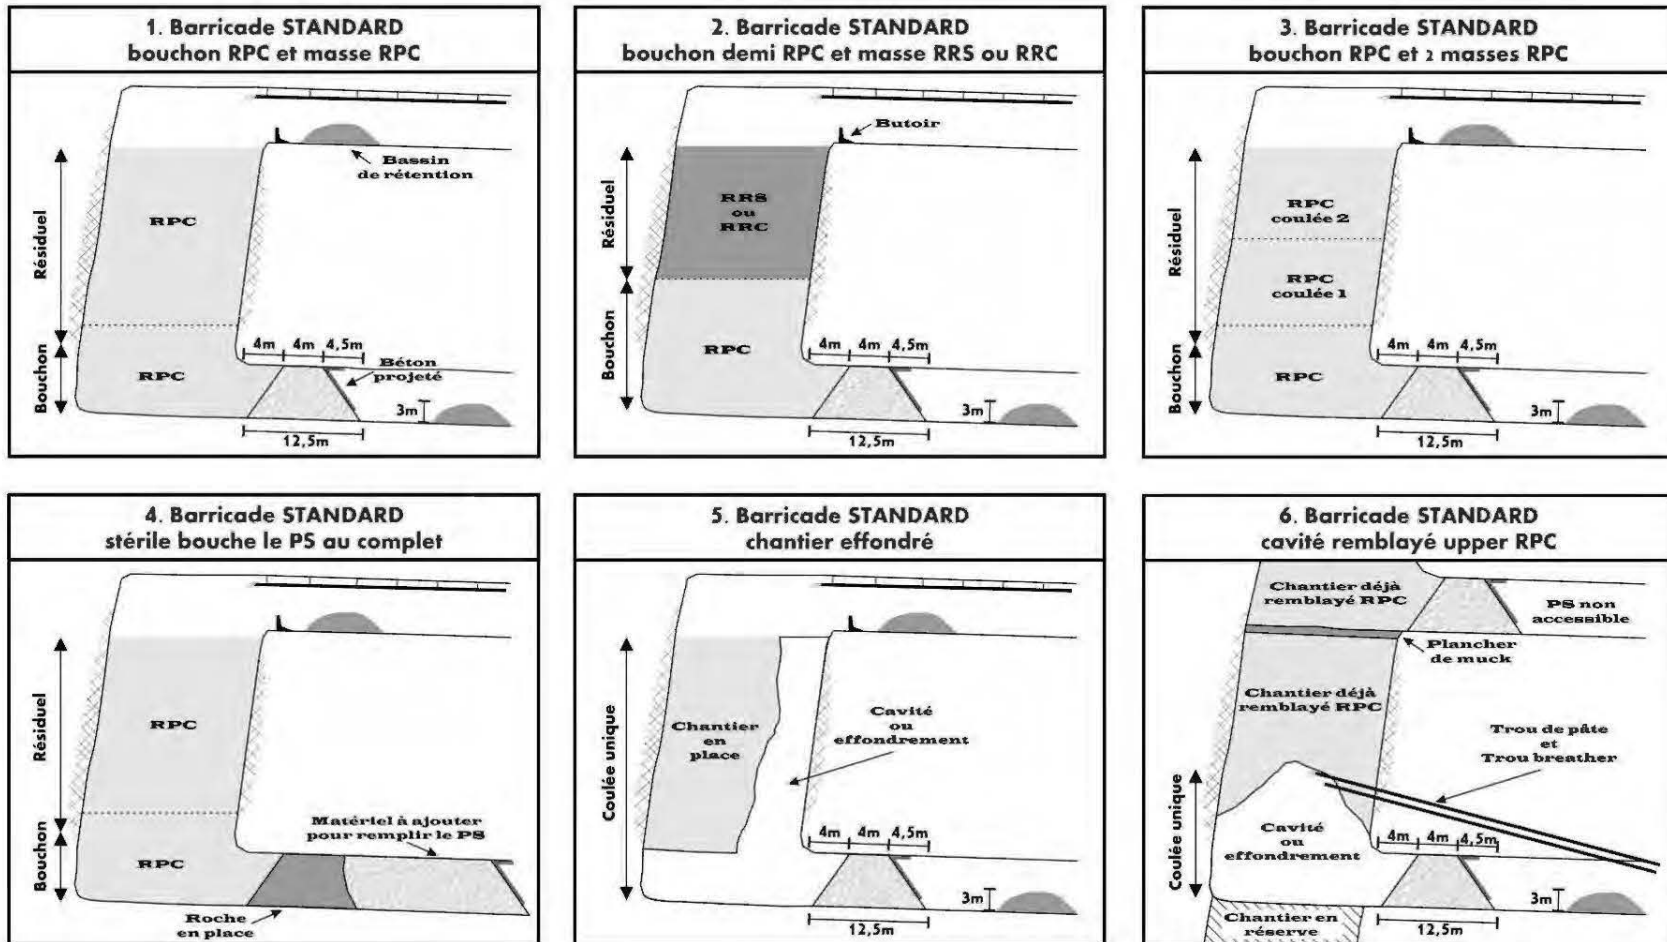 1. Barricade STANDARD
bouchon RPC et masse RPC
Bassin
de rétention
Résiduel
RPC
Bouchon
RPC
4m
4m
4,5m
Béton
projeté
3m
12,5m
2. Barricade STANDARD
bouchon demi RPC et masse RRS ou RRC
Butoir
Résiduel
RRS
ou
RRC
Bouchon
RPC
4m
4m
4,5m
3m
12,5m
3. Barricade STANDARD
bouchon RPC et 2 masses RPC
Résiduel
RPC
coulée 2
RPC
coulée 1
Bouchon
RPC
4m
4m
4,5m
3m
12,5m
4. Barricade STANDARD
stérile bouche le PS au complet
Résiduel
RPC
Bouchon
RPC
Matériel à ajouter
pour remplir le PS
Roche
en place
5. Barricade STANDARD
chantier effondré
Coulée unique
Chantier
en
place
Cavité
ou
effondrement
4m
4m
4,5m
3m
12,5m
6. Barricade STANDARD
cavité remblayé upper RPC
Chantier déjà
remblayé RPC
PS non
accessible
Plancher
de muck
Chantier déjà
remblayé RPC
Trou de pâte
et
Trou breather
Coulée unique
Cavité
ou
effondrement
4m
4m
4,5m
3m
12,5m
Chantier en
réserve